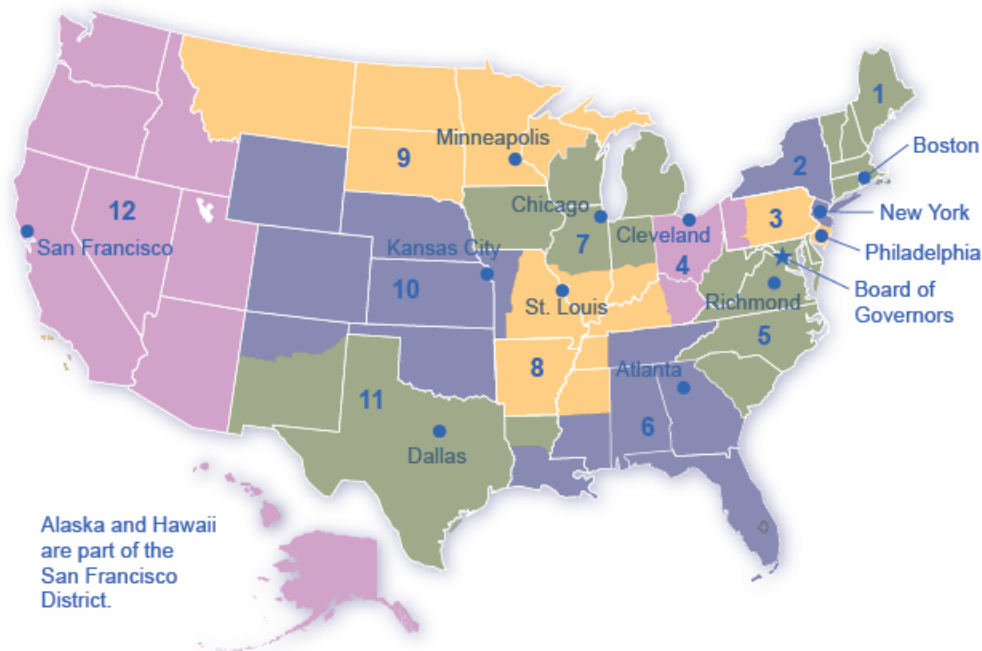 1
Boston
2
Minneapolis
9
New York
Chicago
12
3
San Francisco
7
Cleveland
Philadelphia
Kansas City
4
10
Board of
Governors
St. Louis
Richmond
5
8
Atlanta
11
6
Dallas
Alaska and Hawaii
are part of the
San Francisco
District.